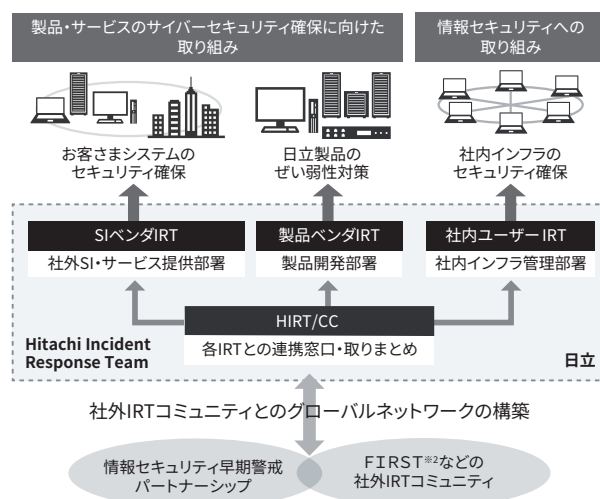 製品・サービスのサイバーセキュリティ確保に向けた
取り組み
情報セキュリティへの
取り組み
お客さまシステムの
セキュリティ確保
日立製品の
ぜい弱性対策
社内インフラの
セキュリティ確保
SIベンダIRT
社外SI・サービス提供部署
製品ベンダIRT
製品開発部署
社内ユーザーIRT
社内インフラ管理部署
HIRT/CC
各IRTとの連携窓口・取りまとめ
Hitachi Incident
Response Team
日立
社外IRTコミュニティとのグローバルネットワークの構築
情報セキュリティ早期警戒
パートナーシップ
FIRST※2などの
社外IRTコミュニティ